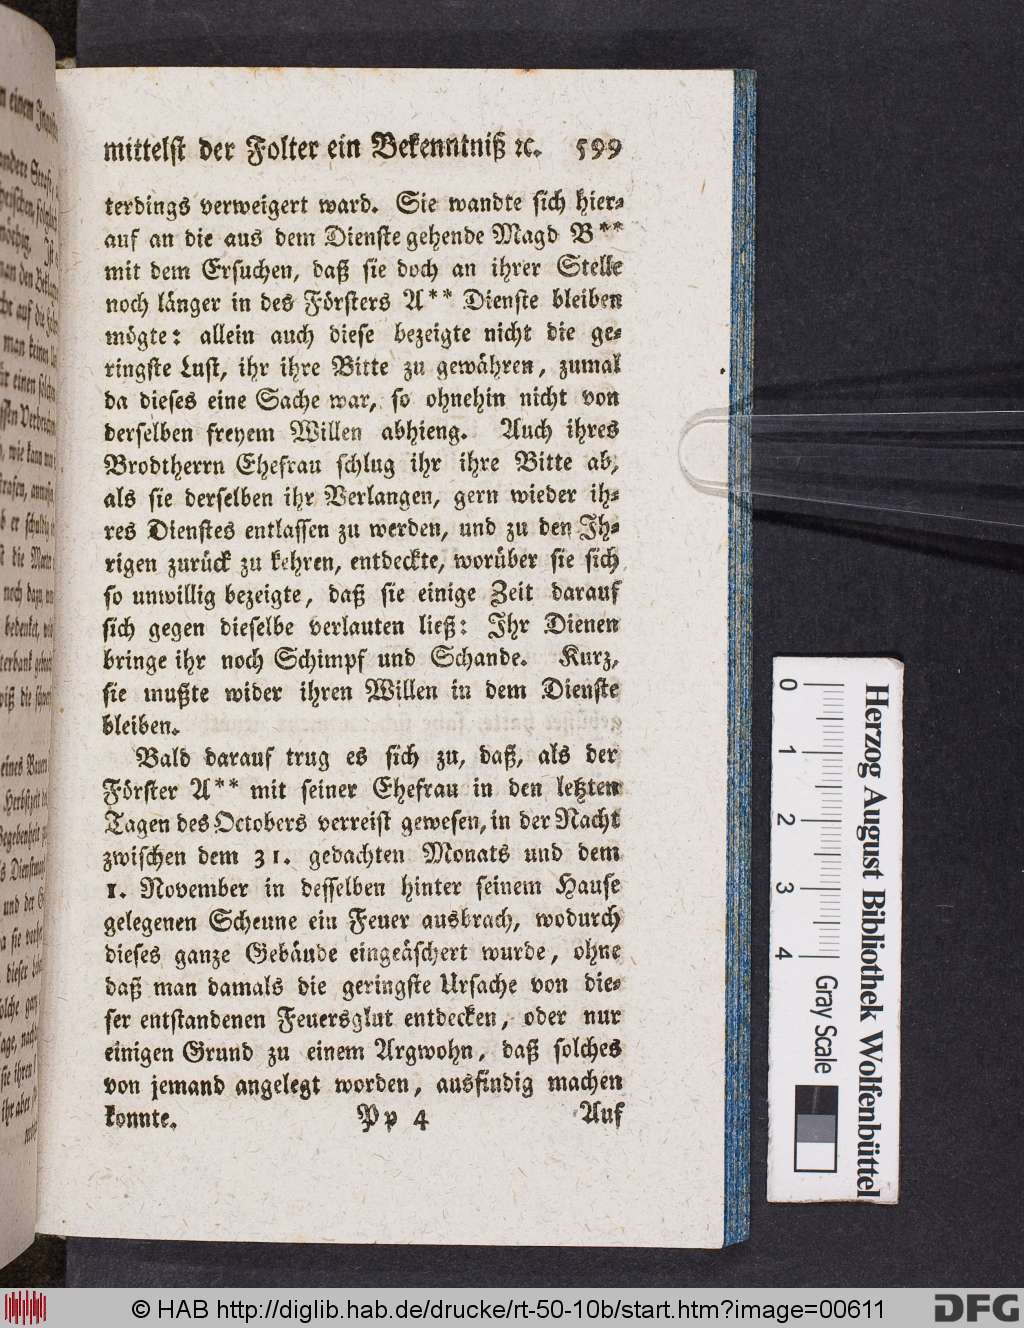 mittelst der Folter ein Bekenntniß ꝛc. 599
terdings verweigert ward. Sie wandte sich hier-
auf an die aus dem Dienste gehende Magd B**
mit dem Ersuchen, daß sie doch an ihrer Stelle
noch länger in des Försters A** Dienste bleiben
mögte: allein auch diese bezeigte nicht die ge-
ringste Lust, ihr ihre Bitte zu gewähren, zumal
da dieses eine Sache war, so ohnehin nicht von
derselben freyem Willen abhieng. Auch ihres
Brodtherrn Ehefrau schlug ihr ihre Bitte ab,
als sie derselben ihr Verlangen, gern wieder ih-
res Dienstes entlassen zu werden, und zu den Ih-
rigen zurück zu kehren, entdeckte, worüber sie sich
so unwillig bezeigte, daß sie einige Zeit darauf
sich gegen dieselbe verlauten ließ: Ihr Dienen
bringe ihr noch Schimpf und Schande. Kurz,
sie mußte wider ihren Willen in dem Dienste
bleiben.
Bald darauf trug es sich zu, daß, als der
Förster A** mit seiner Ehefrau in den letzten
Tagen des Octobers verreist gewesen, in der Nacht
zwischen dem 31. gedachten Monats und dem
1. November in desselben hinter seinem Hause
gelegenen Scheune ein Feuer ausbrach, wodurch
dieses ganze Gebäude eingeäschert wurde, ohne
daß man damals die geringste Ursache von die-
ser entstandenen Feuersglut entdecken, oder nur
einigen Grund zu einem Argwohn, daß solches
von jemand angelegt worden, ausfindig machen
konnte. Pp 4 Auf
0 1 2 3 4 Gray Scale
Herzog August Bibliothek Wolfenbüttel
© HAB http://diglib.hab.de/drucke/rt-50-10b/start.htm?image=00611
DFG